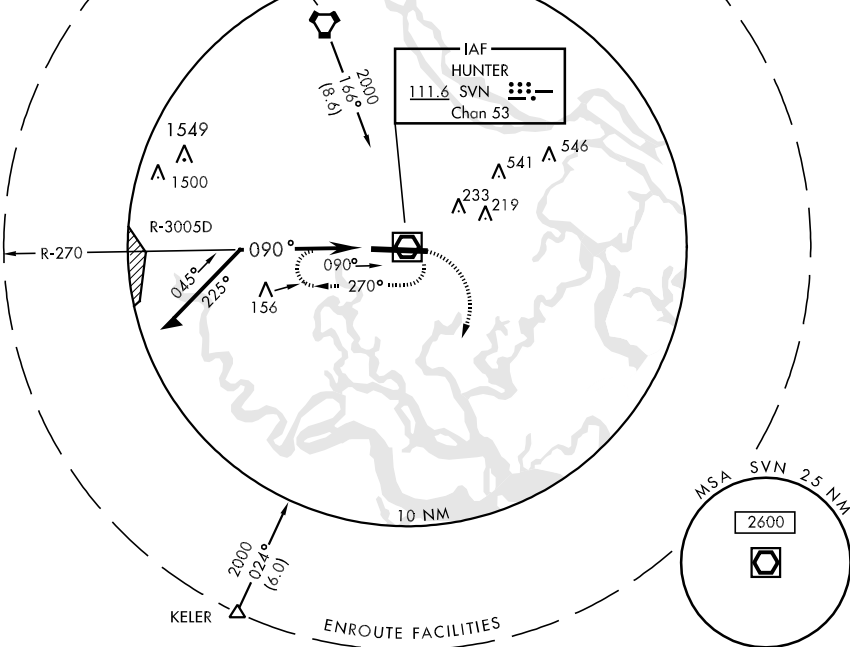 2000
166°
(8.6)
IAF
HUNTER
111.6 SVN
Chan 53
1549
1500
541
546
233
219
R-3005D
R-270
090°
090°
270°
045°
225°
156
10 NM
2000
024°
(6.0)
KELER
ENROUTE FACILITIES
MSA SVN 25 NM
2600